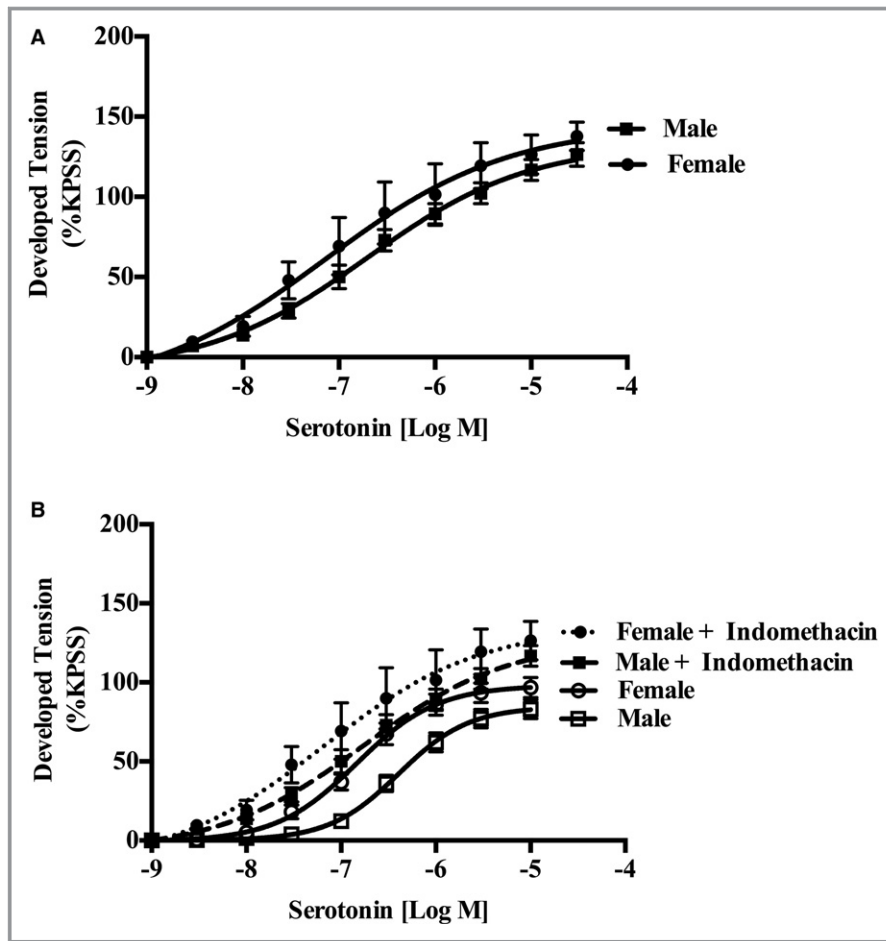 A
200
150
100
50
0
Developed Tension
(%KPSS)
-9 -8 -7 -6 -5 -4
Serotonin [Log M]
Male
Female
B
200
150
100
50
0
Developed Tension
(%KPSS)
-9 -8 -7 -6 -5 -4
Serotonin [Log M]
Female + Indomethacin
Male + Indomethacin
Female
Male